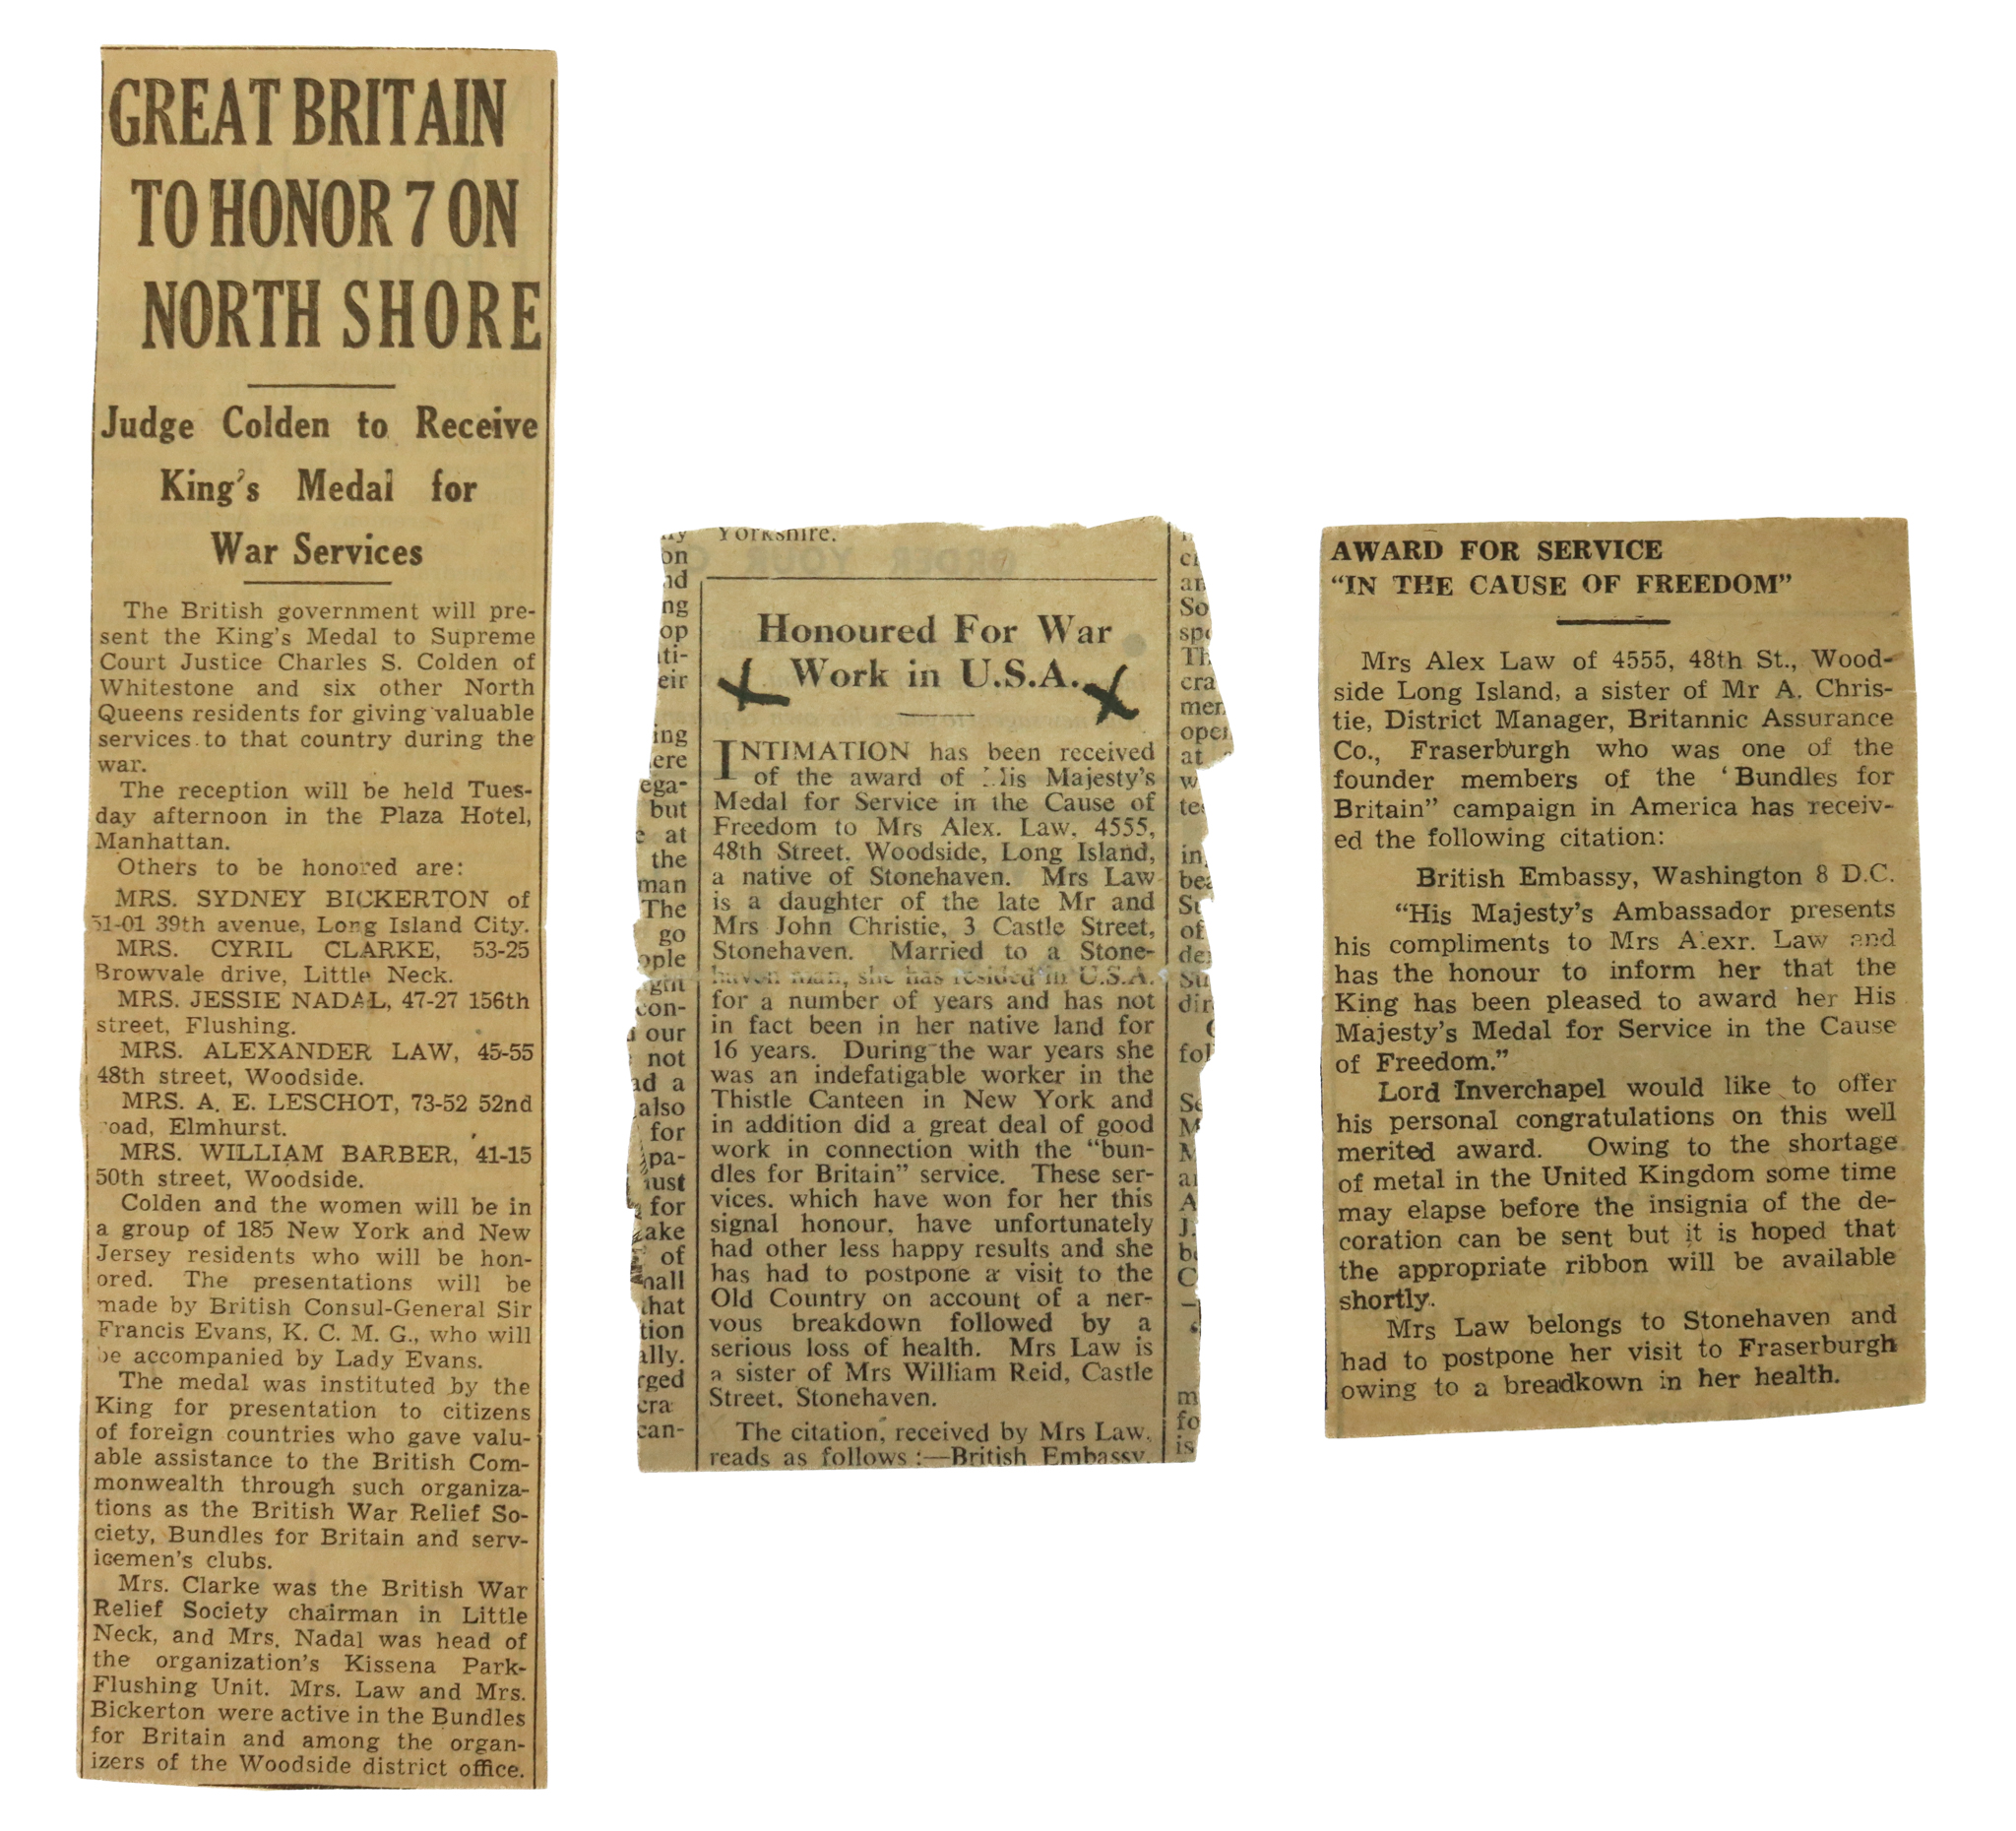 GREAT BRITAIN
TO HONOR 7 ON
NORTH SHORE
Judge Colden to Receive
King's Medal for
War Services
The British government will pre-
sent the King's Medal to Supreme
Court Justice Charles S. Colden of
Whitestone and six other North
Queens residents for giving valuable
services to that country during the
war.
The reception will be held Tues-
day afternoon in the Plaza Hotel,
Manhattan.
Others to be honored are:
MRS. SYDNEY BICKERTON of
51-01 39th avenue, Long Island City.
MRS. CYRIL CLARKE, 53-25
Browvale drive, Little Neck.
MRS. JESSIE NADAL, 47-27 156th
street, Flushing.
MRS. ALEXANDER LAW, 45-55
48th street, Woodside.
MRS. A. E. LESCHOT, 73-52 52nd
road, Elmhurst.
MRS. WILLIAM BARBER, 41-15
50th street, Woodside.
Colden and the women will be in
a group of 185 New York and New
Jersey residents who will be hon-
ored. The presentations will be
made by British Consul-General Sir
Francis Evans, K. C. M. G., who will
be accompanied by Lady Evans.
The medal was instituted by the
King for presentation to citizens
of foreign countries who gave valu-
able assistance to the British Com-
monwealth through such organiza-
tions as the British War Relief So-
ciety, Bundles for Britain and serv-
icemen's clubs.
Mrs. Clarke was the British War
Relief Society chairman in Little
Neck, and Mrs. Nadal was head of
the organization's Kissena Park-
Flushing Unit. Mrs. Law and Mrs.
Bickerton were active in the Bundles
for Britain and among the organ-
izers of the Woodside district office.
Yorkshire.
Honoured For War
Work in U.S.A.
INTIMATION has been received
of the award of His Majesty's
Medal for Service in the Cause of
Freedom to Mrs Alex. Law, 4555,
48th Street, Woodside, Long Island,
a native of Stonehaven. Mrs Law
is a daughter of the late Mr and
Mrs John Christie, 3 Castle Street,
Stonehaven. Married to a Stone-
haven man, she has resided in U.S.A.
for a number of years and has not
in fact been in her native land for
16 years. During the war years she
was an indefatigable worker in the
Thistle Canteen in New York and
in addition did a great deal of good
work in connection with the "bun-
dles for Britain" service. These ser-
vices, which have won for her this
signal honour, have unfortunately
had other less happy results and she
has had to postpone a visit to the
Old Country on account of a ner-
vous breakdown followed by a
serious loss of health. Mrs Law is
a sister of Mrs William Reid, Castle
Street, Stonehaven.
The citation, received by Mrs Law,
reads as follows :—British Embassy,
AWARD FOR SERVICE
"IN THE CAUSE OF FREEDOM"
Mrs Alex Law of 4555, 48th St., Wood-
side Long Island, a sister of Mr A. Chris-
tie, District Manager, Britannic Assurance
Co., Fraserburgh who was one of the
founder members of the 'Bundles for
Britain" campaign in America has receiv-
ed the following citation:
British Embassy, Washington 8 D.C.
"His Majesty's Ambassador presents
his compliments to Mrs Alexr. Law and
has the honour to inform her that the
King has been pleased to award her His
Majesty's Medal for Service in the Cause
of Freedom."
Lord Inverchapel would like to offer
his personal congratulations on this well
merited award. Owing to the shortage
of metal in the United Kingdom some time
may elapse before the insignia of the de-
coration can be sent but it is hoped that
the appropriate ribbon will be available
shortly.
Mrs Law belongs to Stonehaven and
had to postpone her visit to Fraserburgh
owing to a breadkown in her health.